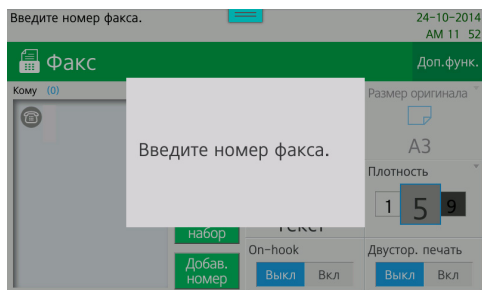 Введите номер факса.
24-10-2014
AM 11 52
Факс
Доп.функ.
Кому (0)
Размер оригинала
A3
Введите номер факса.
Плотность
1 5 9
набор
On-hook
Двустор. печать
Добав.
номер
Выкл Вкл
Выкл Вкл